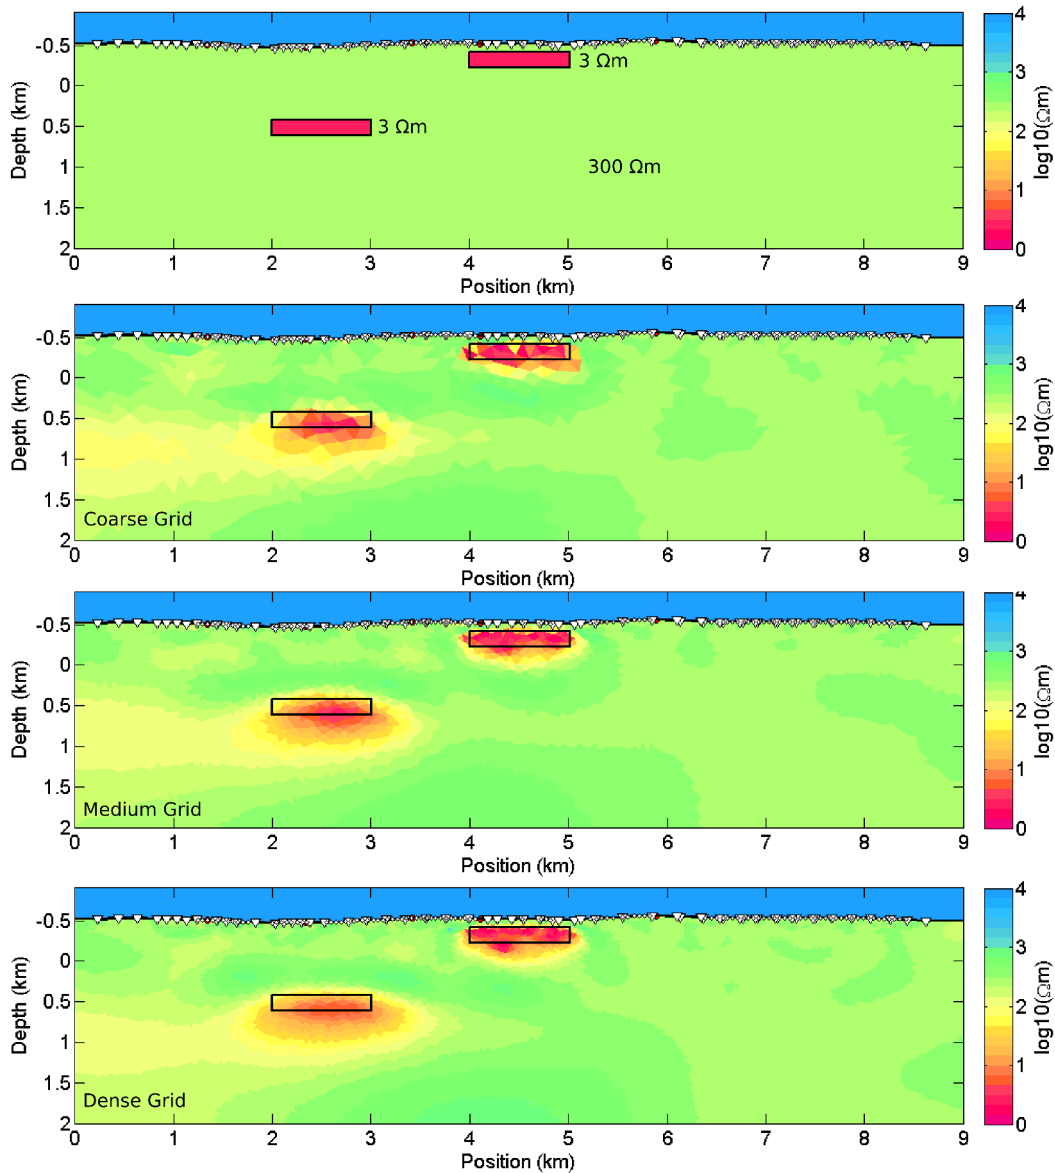 -0.5
0
0.5
1
1.5
2
Depth (km)
3 Ωm
3 Ωm
300 Ωm
0 1 2 3 4 5 6 7 8 9
Position (km)
4
3
2
1
0
log10(Ωm)
-0.5
0
0.5
1
1.5
2
Depth (km)
Coarse Grid
0 1 2 3 4 5 6 7 8 9
Position (km)
4
3
2
1
0
log10(Ωm)
-0.5
0
0.5
1
1.5
2
Depth (km)
Medium Grid
0 1 2 3 4 5 6 7 8 9
Position (km)
4
3
2
1
0
log10(Ωm)
-0.5
0
0.5
1
1.5
2
Depth (km)
Dense Grid
0 1 2 3 4 5 6 7 8 9
Position (km)
4
3
2
1
0
log10(Ωm)